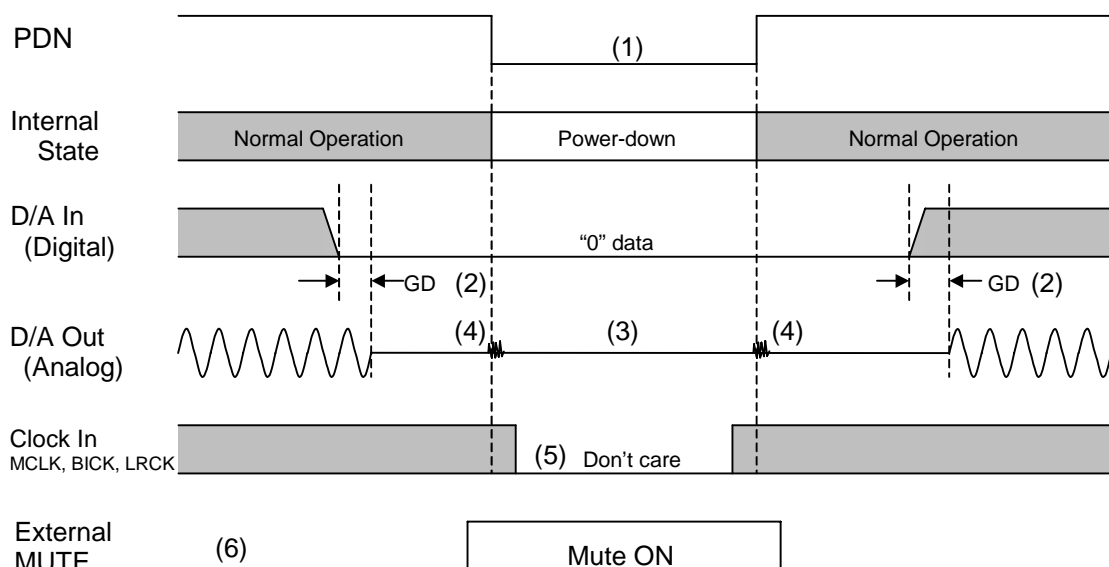 PDN
(1)
Internal
State
Normal Operation
Power-down
Normal Operation
D/A In
(Digital)
“0” data
GD (2)
GD (2)
D/A Out
(Analog)
(4)
(3)
(4)
Clock In
MCLK, BICK, LRCK
(5) Don’t care
External
MUTE
(6)
Mute ON